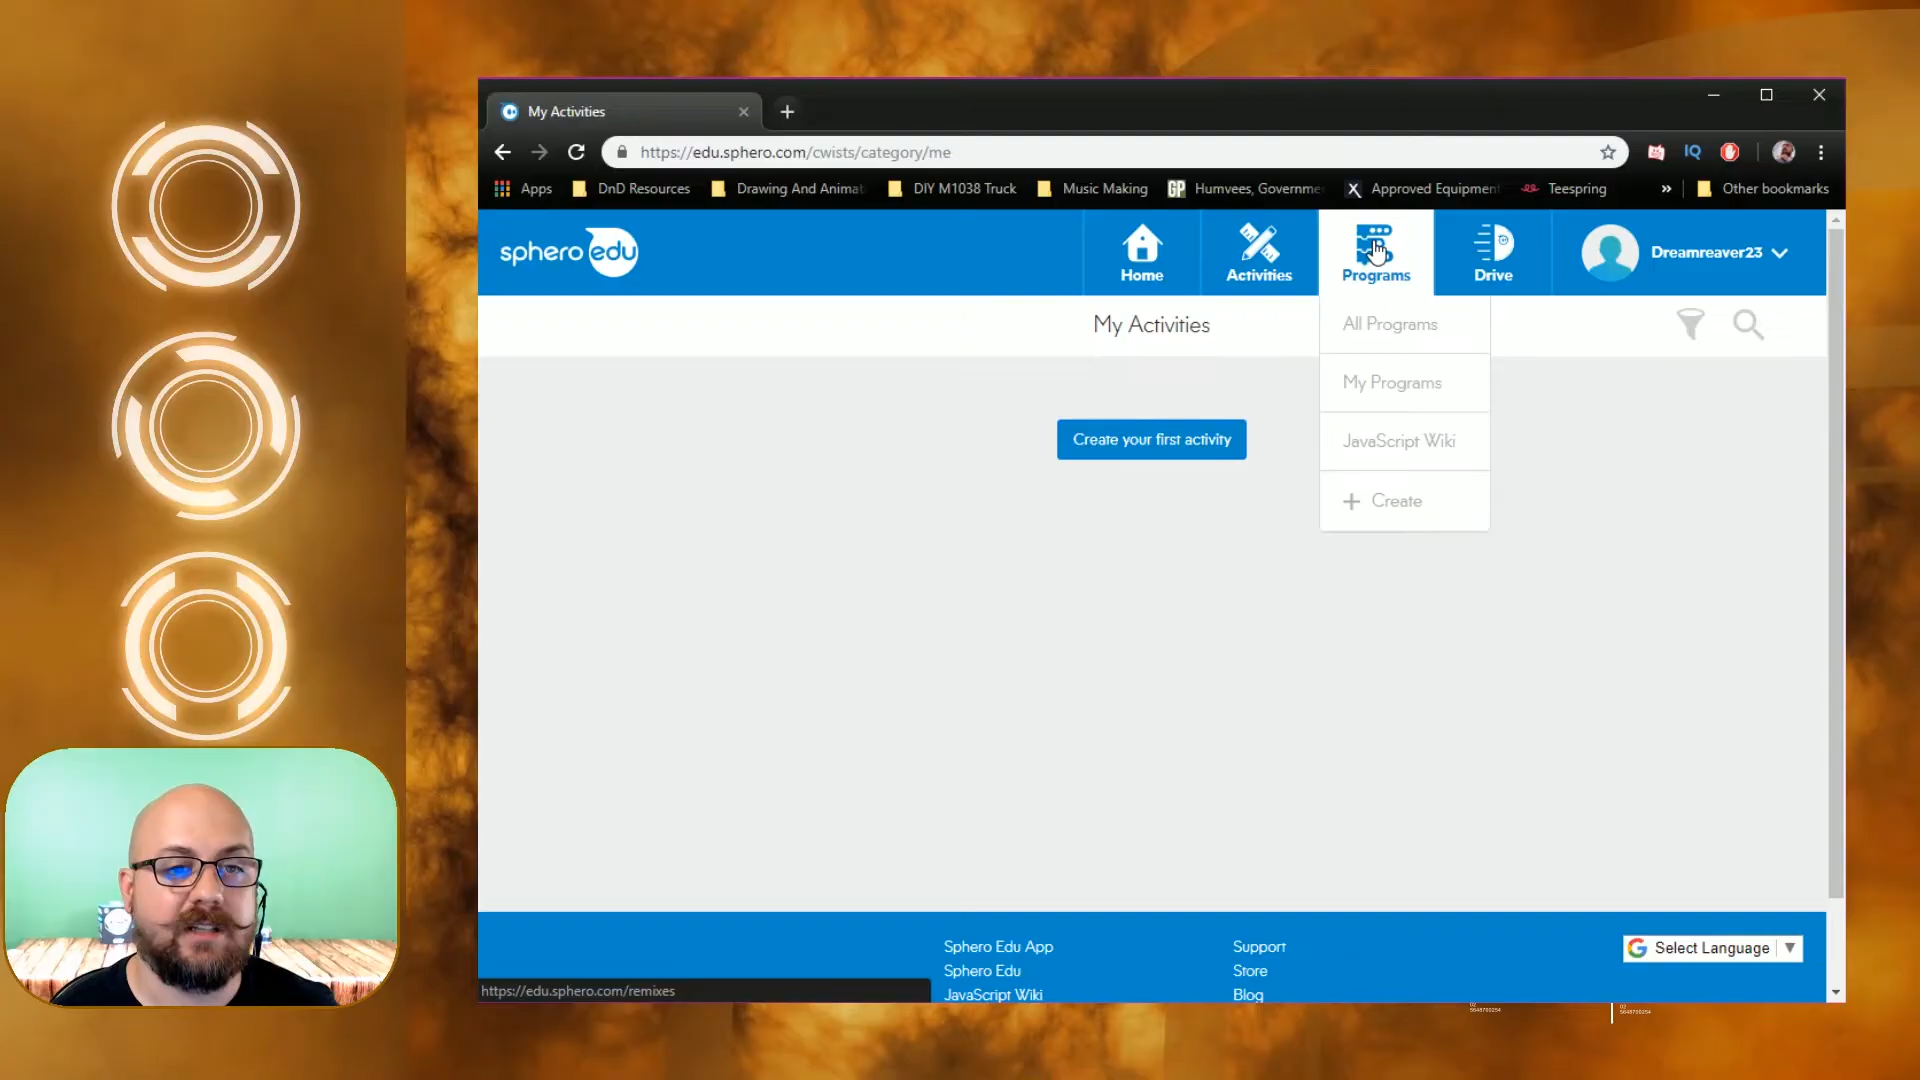 My Activities
https://edu.sphero.com/cwists/category/me
IQ
Apps DnD Resources Drawing And Animat DIY M1038 Truck Music Making GP Humvees, Governme X Approved Equipment Teespring » Other bookmarks
sphero edu
Home Activities Programs Drive Dreamreaver23
My Activities
All Programs
My Programs
JavaScript Wiki
+ Create
Create your first activity
Sphero Edu App
Sphero Edu
JavaScript Wiki
Support
Store
Blog
G Select Language ▼
https://edu.sphero.com/remixes